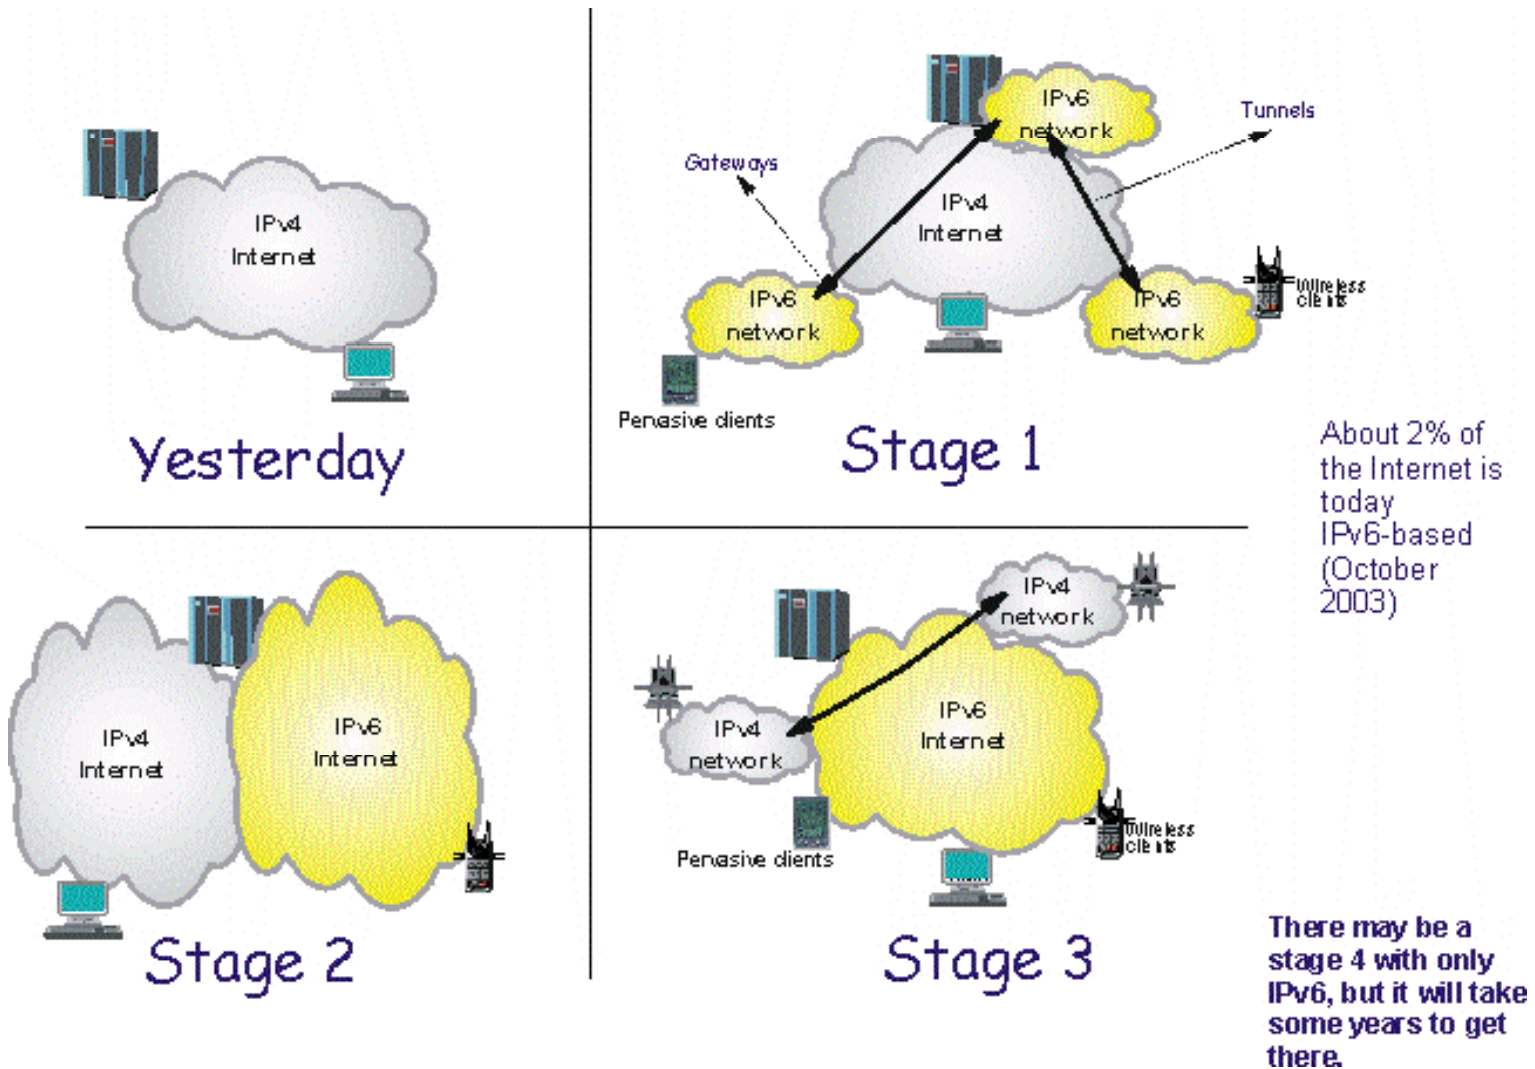 IPv4
Internet
Yesterday
IPv6
network
Tunnels
Gateways
IPv4
Internet
IPv6
network
IPv6
network
Wireless
clients
Pervasive clients
Stage 1
About 2% of
the Internet is
today
IPv6-based
(October
2003)
IPv4
Internet
IPv6
Internet
Stage 2
IPv4
network
IPv4
network
IPv6
Internet
Wireless
clients
Pervasive clients
Stage 3
There may be a
stage 4 with only
IPv6, but it will take
some years to get
there.